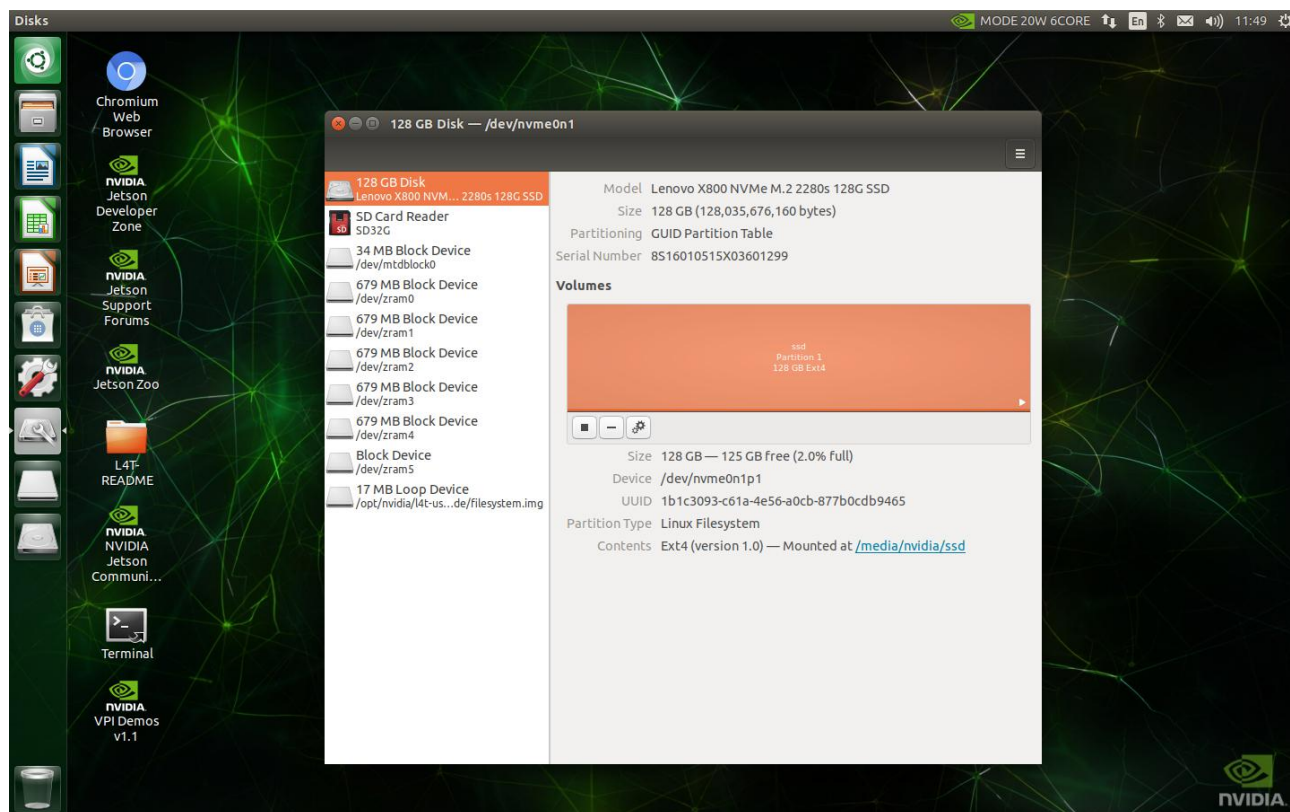 Disks
MODE 20W 6CORE
En
11:49
Chromium
Web
Browser
NVIDIA.
Jetson
Developer
Zone
NVIDIA.
Jetson
Support
Forums
NVIDIA.
Jetson Zoo
L4T-
README
NVIDIA.
NVIDIA
Jetson
Communi...
>_
Terminal
NVIDIA.
VPI Demos
v1.1
128 GB Disk — /dev/nvme0n1
128 GB Disk
Lenovo X800 NVM... 2280s 128G SSD
SD
SD Card Reader
SD32G
34 MB Block Device
/dev/mtdblock0
679 MB Block Device
/dev/zram0
679 MB Block Device
/dev/zram1
679 MB Block Device
/dev/zram2
679 MB Block Device
/dev/zram3
679 MB Block Device
/dev/zram4
Block Device
/dev/zram5
17 MB Loop Device
/opt/nvidia/l4t-us...de/filesystem.img
Model Lenovo X800 NVMe M.2 2280s 128G SSD
Size 128 GB (128,035,676,160 bytes)
Partitioning GUID Partition Table
Serial Number 8S16010515X03601299
Volumes
ssd
Partition 1
128 GB Ext4
Size 128 GB — 125 GB free (2.0% full)
Device /dev/nvme0n1p1
UUID 1b1c3093-c61a-4e56-a0cb-877b0cdb9465
Partition Type Linux Filesystem
Contents Ext4 (version 1.0) — Mounted at /media/nvidia/ssd
NVIDIA.